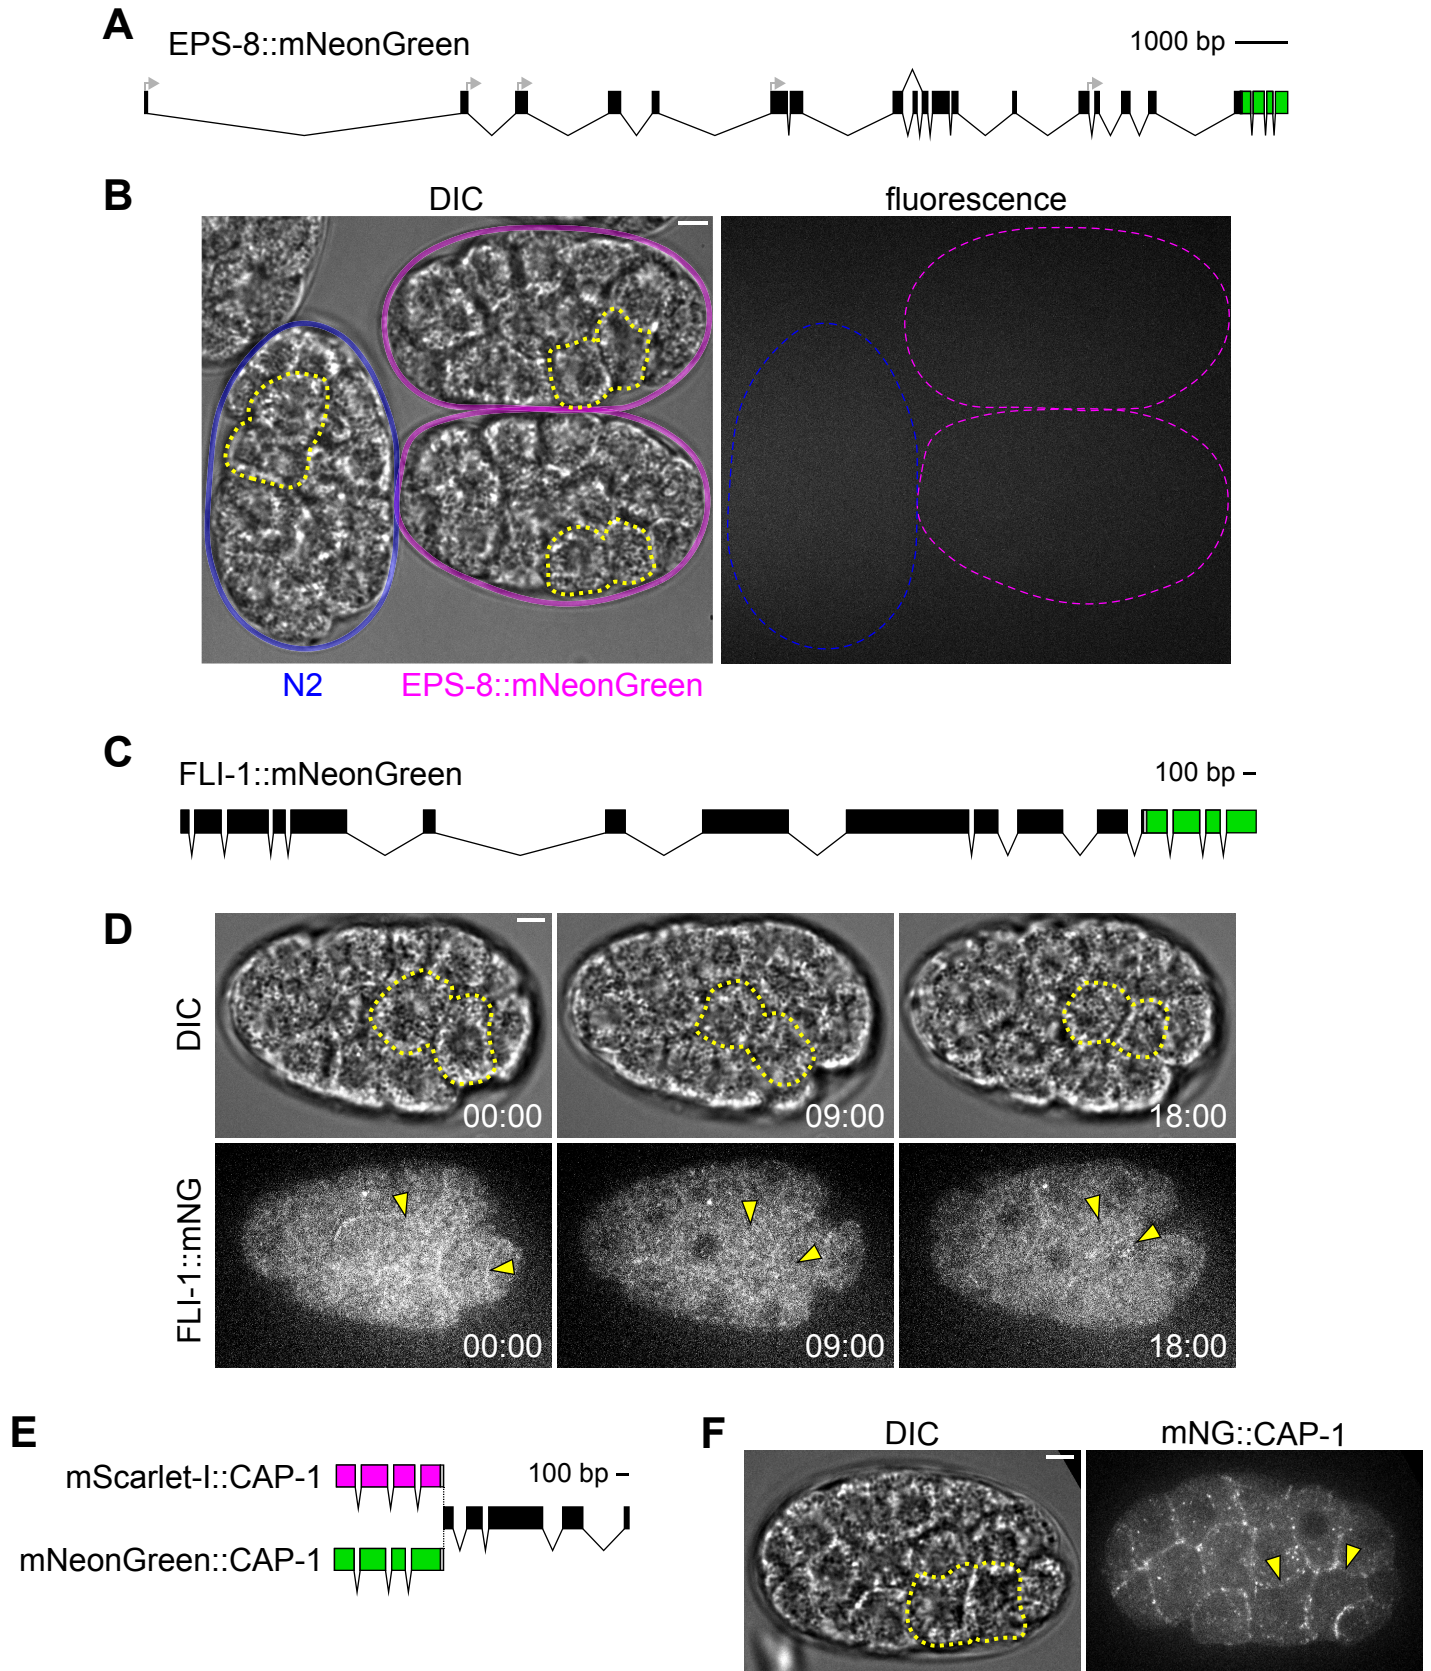 A
EPS-8::mNeonGreen
1000 bp
B
DIC
fluorescence
N2
EPS-8::mNeonGreen
C
FLI-1::mNeonGreen
100 bp
D
DIC
00:00
09:00
18:00
FLI-1::mNG
00:00
09:00
18:00
E
mScarlet-I::CAP-1
100 bp
mNeonGreen::CAP-1
F
DIC
mNG::CAP-1